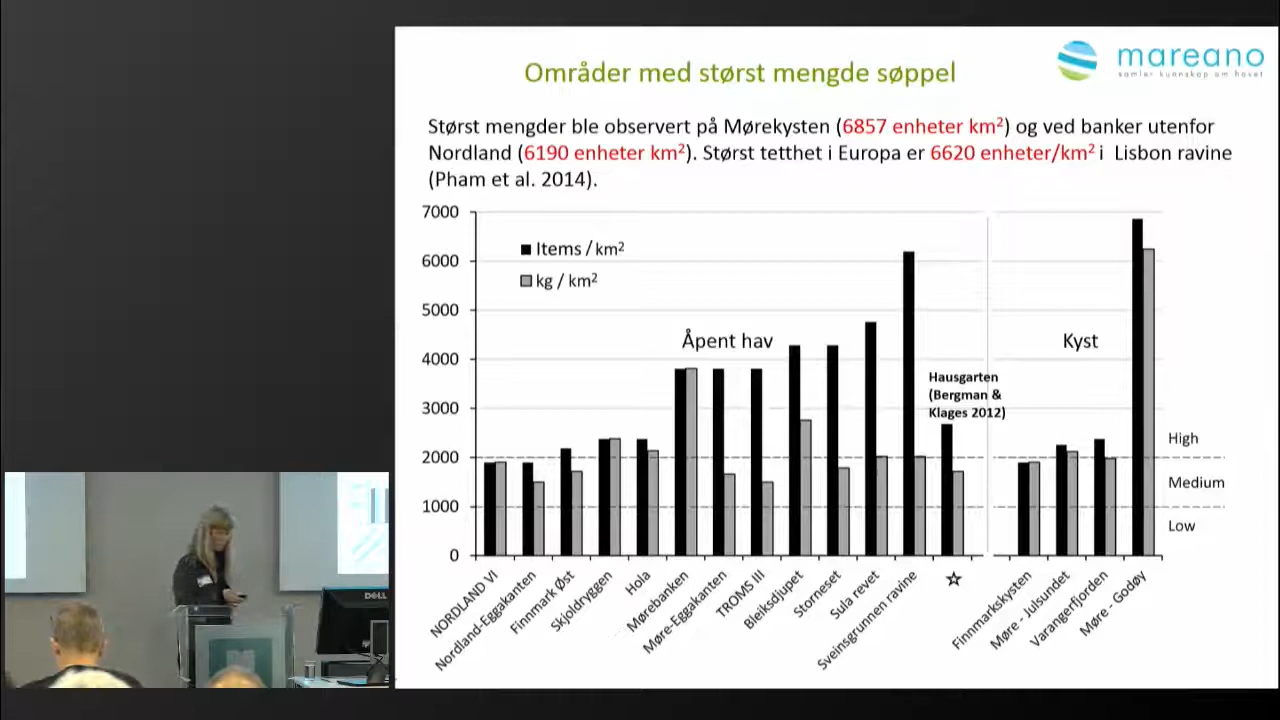 Områder med størst mengde søppel
mareano
samler kunnskap om havet
Størst mengder ble observert på Mørekysten (6857 enheter km²) og ved banker utenfor
Nordland (6190 enheter km²). Størst tetthet i Europa er 6620 enheter/km² i Lisbon ravine
(Pham et al. 2014).
7000
6000
5000
4000
3000
2000
1000
0
Items / km²
kg / km²
Åpent hav
Kyst
Hausgarten
(Bergman &
Klages 2012)
High
Medium
Low
NORDLAND VI
Nordland-Eggakanten
Finnmark Øst
Skjoldryggen
Hola
Mørebanken
Møre-Eggakanten
TROMS III
Bleiksdjupet
Storneset
Sula revet
Sveinsgrunnen ravine
Finnmarkskysten
Møre - Julsundet
Varangerfjorden
Møre - Godøy
DELL